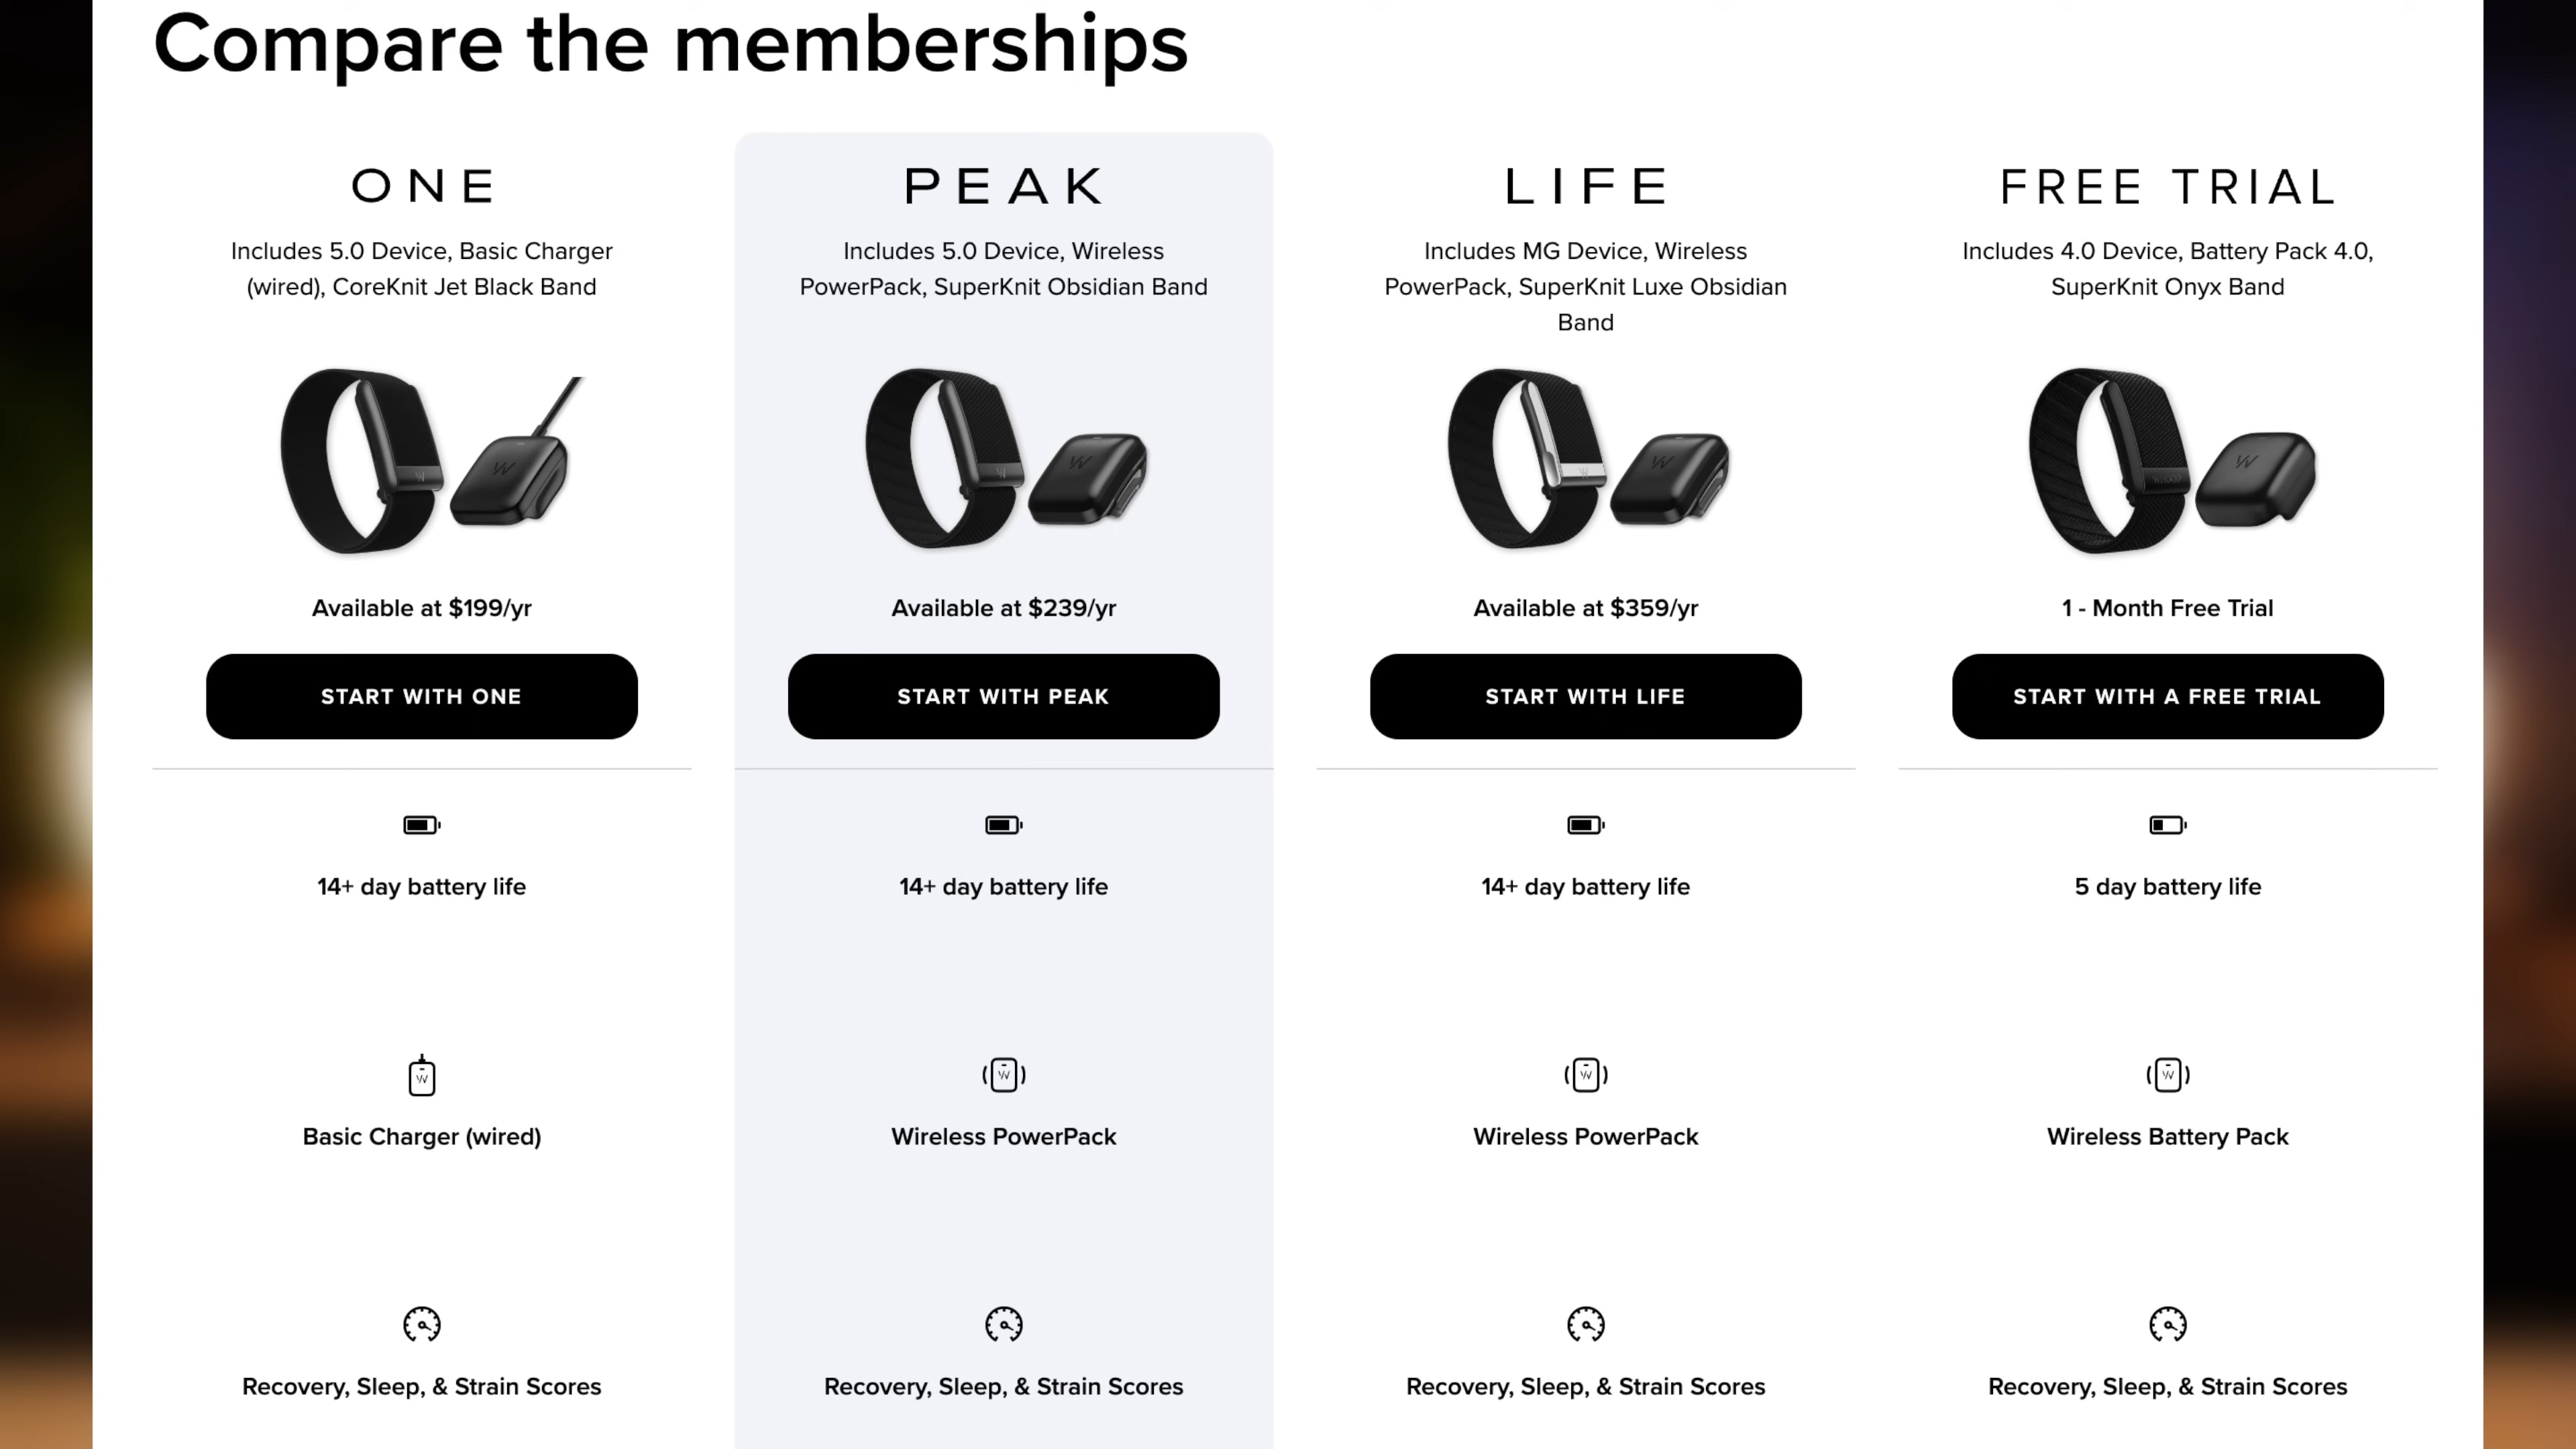 Compare the memberships
ONE
Includes 5.0 Device, Basic Charger
(wired), CoreKnit Jet Black Band
Available at $199/yr
START WITH ONE
14+ day battery life
Basic Charger (wired)
Recovery, Sleep, & Strain Scores
PEAK
Includes 5.0 Device, Wireless
PowerPack, SuperKnit Obsidian Band
Available at $239/yr
START WITH PEAK
14+ day battery life
Wireless PowerPack
Recovery, Sleep, & Strain Scores
LIFE
Includes MG Device, Wireless
PowerPack, SuperKnit Luxe Obsidian
Band
Available at $359/yr
START WITH LIFE
14+ day battery life
Wireless PowerPack
Recovery, Sleep, & Strain Scores
FREE TRIAL
Includes 4.0 Device, Battery Pack 4.0,
SuperKnit Onyx Band
WHOOP
1 - Month Free Trial
START WITH A FREE TRIAL
5 day battery life
Wireless Battery Pack
Recovery, Sleep, & Strain Scores